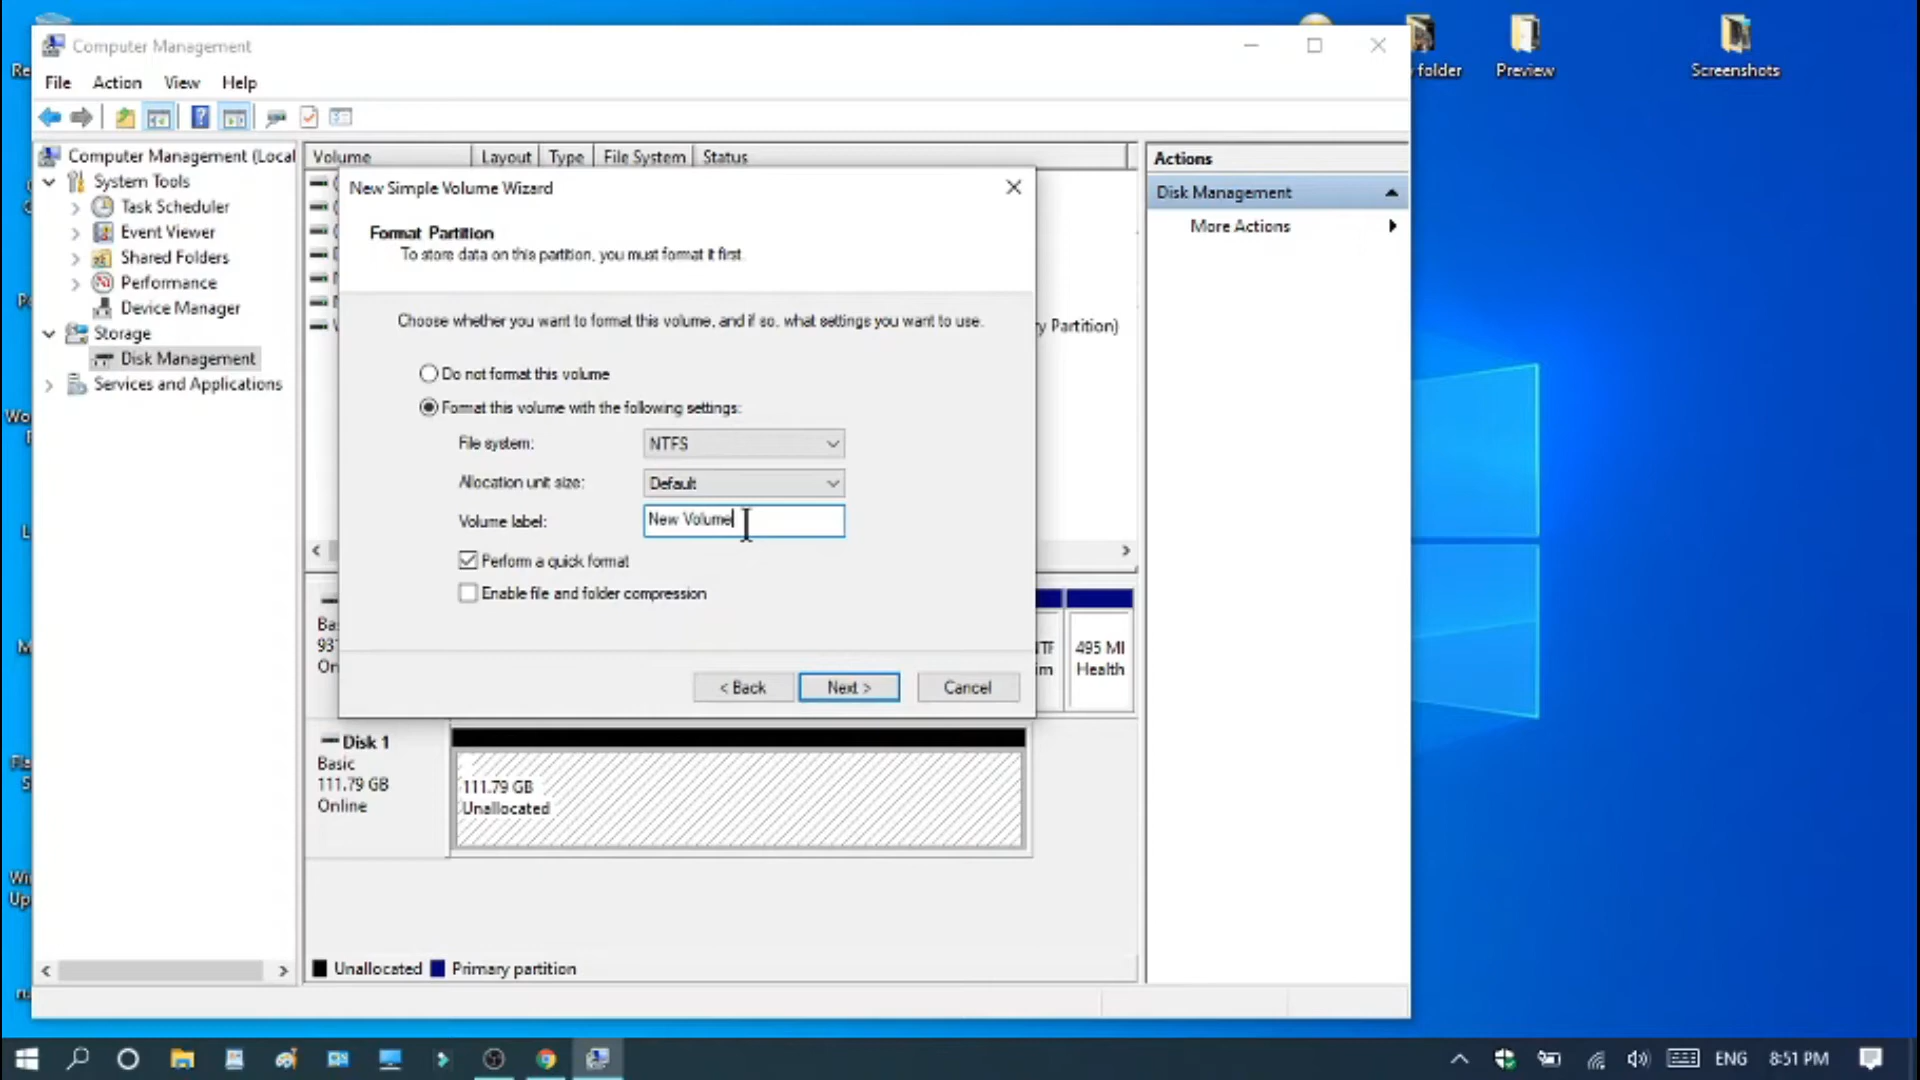 Computer Management
File Action View Help
Computer Management (Local
System Tools
Task Scheduler
Event Viewer
Shared Folders
Performance
Device Manager
Storage
Disk Management
Services and Applications
Volume Layout Type File System Status
ry Partition)
New Simple Volume Wizard
Format Partition
To store data on this partition, you must format it first.
Choose whether you want to format this volume, and if so, what settings you want to use.
Do not format this volume
Format this volume with the following settings:
File system: NTFS
Allocation unit size: Default
Volume label: New Volume
Perform a quick format
Enable file and folder compression
< Back Next > Cancel
Ba
93
On
495 MI
Health
Disk 1
Basic
111.79 GB
Online
111.79 GB
Unallocated
Unallocated Primary partition
Actions
Disk Management
More Actions
folder
Preview
Screenshots
ENG 8:51 PM